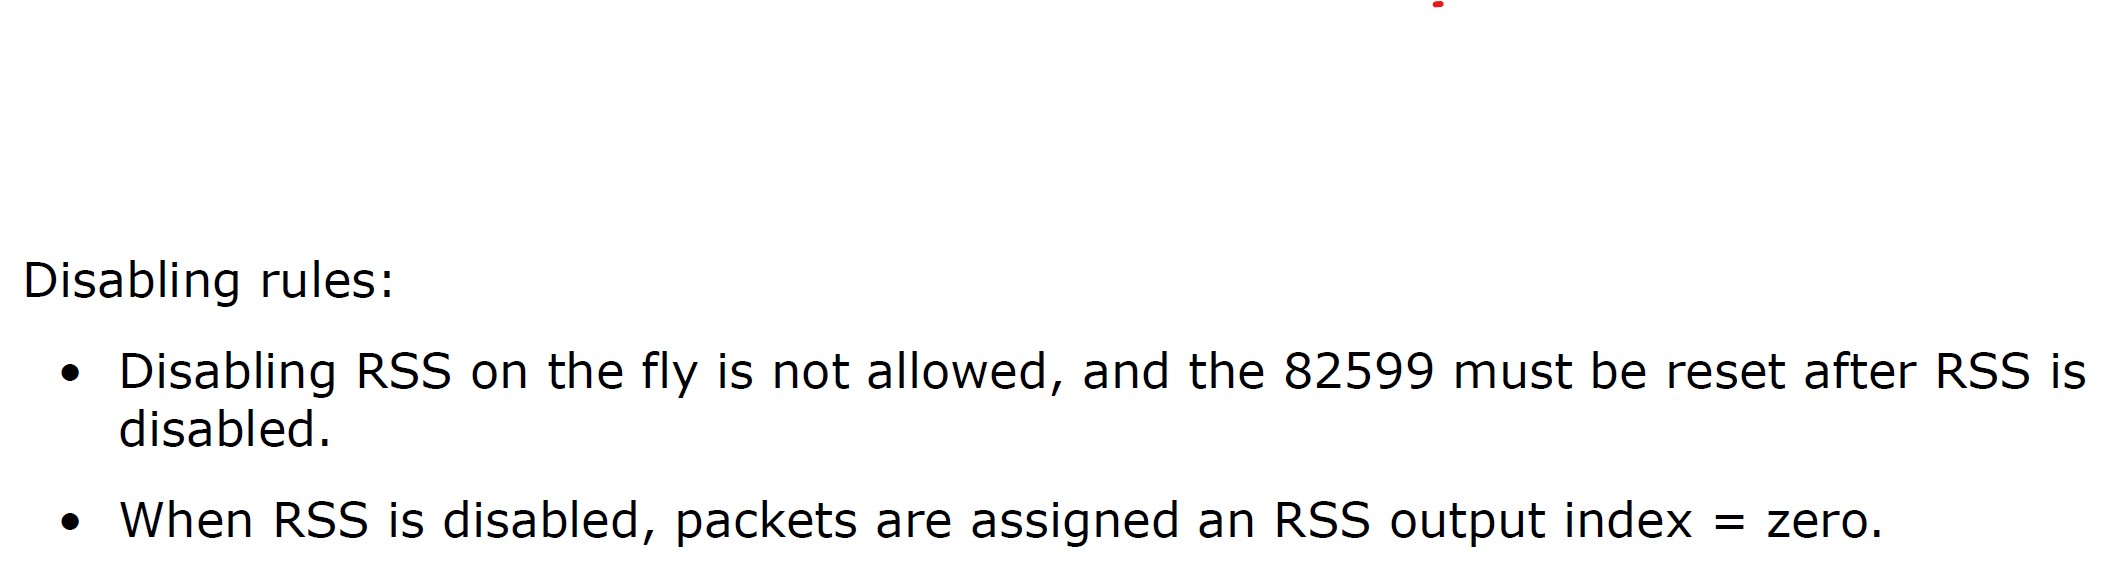 Disabling rules:
• Disabling RSS on the fly is not allowed, and the 82599 must be reset after RSS is
disabled.
• When RSS is disabled, packets are assigned an RSS output index = zero.